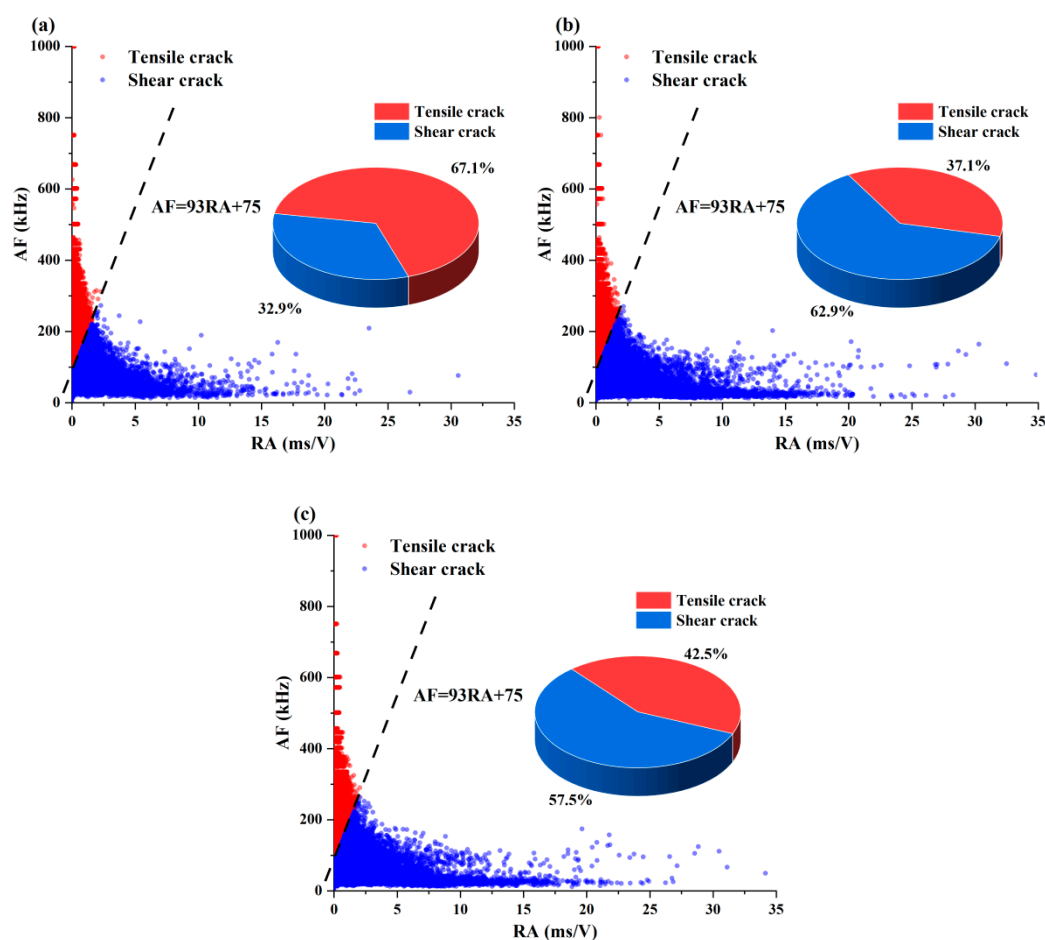 (a)
1000
800
600
400
200
0
AF (kHz)
Tensile crack
Shear crack
Tensile crack
Shear crack
67.1%
AF=93RA+75
32.9%
0 5 10 15 20 25 30 35
RA (ms/V)
(b)
1000
800
600
400
200
0
AF (kHz)
Tensile crack
Shear crack
Tensile crack
Shear crack
37.1%
AF=93RA+75
62.9%
0 5 10 15 20 25 30 35
RA (ms/V)
(c)
1000
800
600
400
200
0
AF (kHz)
Tensile crack
Shear crack
Tensile crack
Shear crack
42.5%
AF=93RA+75
57.5%
0 5 10 15 20 25 30 35
RA (ms/V)